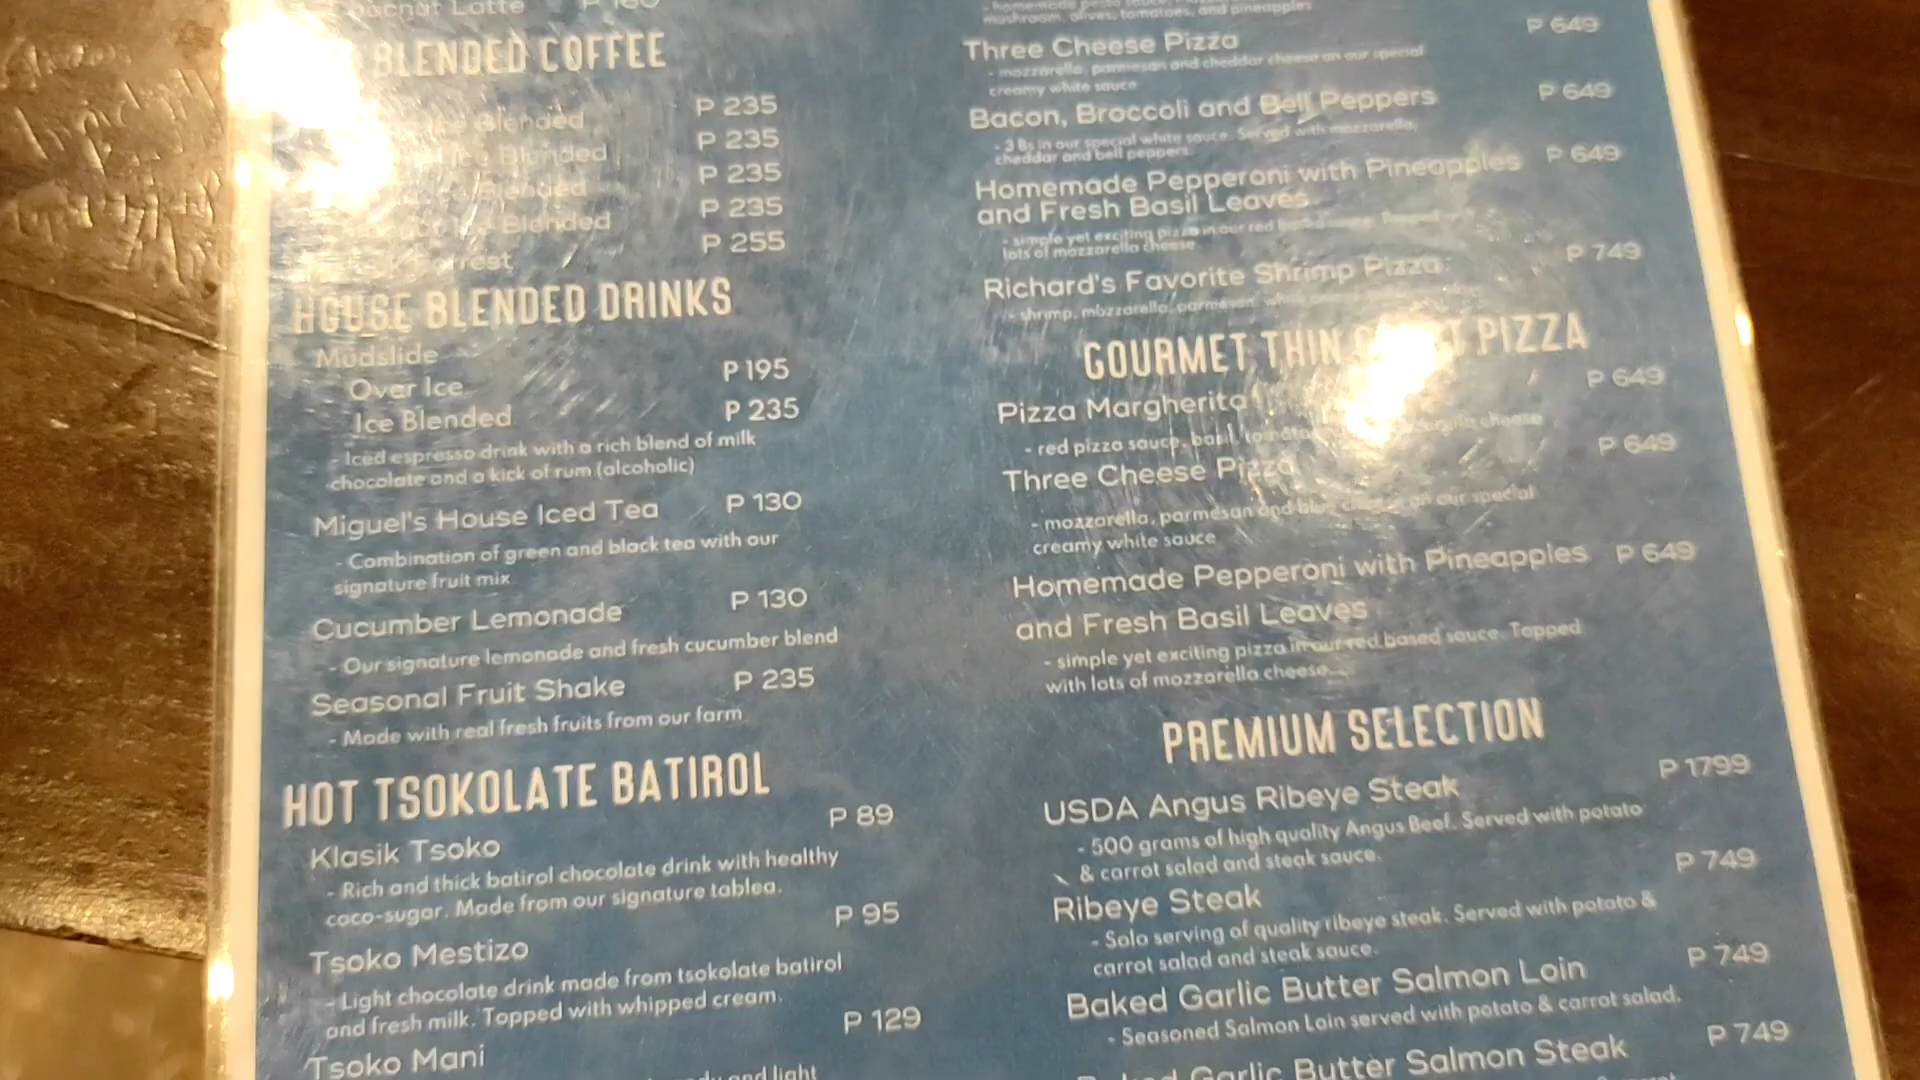 Latte P 160
BLENDED COFFEE
Blended P 235
Ice Blended P 235
Blended P 235
Blended P 235
P 255
HOUSE BLENDED DRINKS
Mudslide
Over Ice P 195
Ice Blended P 235
- Iced espresso drink with a rich blend of milk
chocolate and a kick of rum (alcoholic)
Miguel's House Iced Tea P 130
- Combination of green and black tea with our
signature fruit mix
Cucumber Lemonade P 130
- Our signature lemonade and fresh cucumber blend
Seasonal Fruit Shake P 235
- Made with real fresh fruits from our farm
HOT TSOKOLATE BATIROL
Klasik Tsoko P 89
- Rich and thick batirol chocolate drink with healthy
coco-sugar. Made from our signature tablea.
Tsoko Mestizo P 95
- Light chocolate drink made from tsokolate batirol
and fresh milk. Topped with whipped cream.
Tsoko Mani P 129
and light
- homemade pesto sauce,
mushroom, olives, tomatoes, and pineapples
Three Cheese Pizza P 649
- mozzarella, parmesan and cheddar cheese on our special
creamy white sauce
Bacon, Broccoli and Bell Peppers P 649
- 3 Bs in our special white sauce. Served with mozzarella,
cheddar and bell peppers.
Homemade Pepperoni with Pineapples P 649
and Fresh Basil Leaves
- simple yet exciting pizza in our red
lots of mozzarella cheese
Richard's Favorite Shrimp Pizza P 749
- shrimp, mozzarella, parmesan,
GOURMET THIN PIZZA
Pizza Margherita P 649
- red pizza sauce, basil, cheese
Three Cheese Pizza P 649
- mozzarella, parmesan and on our special
creamy white sauce
Homemade Pepperoni with Pineapples P 649
and Fresh Basil Leaves
- simple yet exciting pizza in our red based sauce. Topped
with lots of mozzarella cheese.
PREMIUM SELECTION
USDA Angus Ribeye Steak P 1799
- 500 grams of high quality Angus Beef. Served with potato
& carrot salad and steak sauce.
Ribeye Steak P 749
- Solo serving of quality ribeye steak. Served with potato &
carrot salad and steak sauce.
Baked Garlic Butter Salmon Loin P 749
- Seasoned Salmon Loin served with potato & carrot salad.
Baked Garlic Butter Salmon Steak P 749